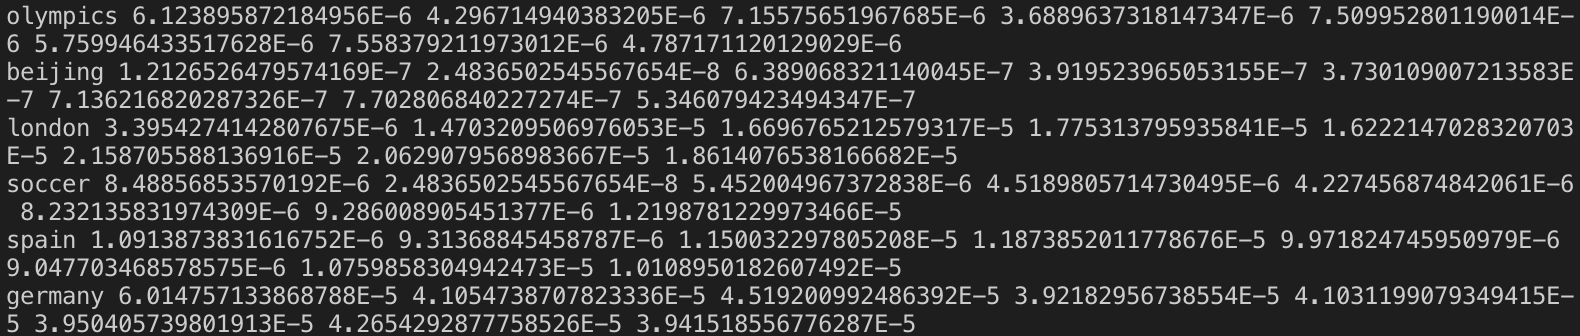 olympics 6.123895872184956E-6 4.296714940383205E-6 7.15575651967685E-6 3.6889637318147347E-6 7.509952801190014E-
6 5.759946433517628E-6 7.558379211973012E-6 4.787171120129029E-6
beijing 1.2126526479574169E-7 2.4836502545567654E-8 6.389068321140045E-7 3.919523965053155E-7 3.730109007213583E
-7 7.136216820287326E-7 7.702806840227274E-7 5.346079423494347E-7
london 3.3954274142807675E-6 1.4703209506976053E-5 1.6696765212579317E-5 1.775313795935841E-5 1.6222147028320703
E-5 2.158705588136916E-5 2.0629079568983667E-5 1.8614076538166682E-5
soccer 8.48856853570192E-6 2.4836502545567654E-8 5.452004967372838E-6 4.5189805714730495E-6 4.227456874842061E-6
8.232135831974309E-6 9.286008905451377E-6 1.2198781229973466E-5
spain 1.0913873831616752E-6 9.31368845458787E-6 1.150032297805208E-5 1.1873852011778676E-5 9.971824745950979E-6
9.047703468578575E-6 1.0759858304942473E-5 1.0108950182607492E-5
germany 6.014757133868788E-5 4.1054738707823336E-5 4.519200992486392E-5 3.92182956738554E-5 4.1031199079349415E-
5 3.950405739801913E-5 4.2654292877758526E-5 3.941518556776287E-5